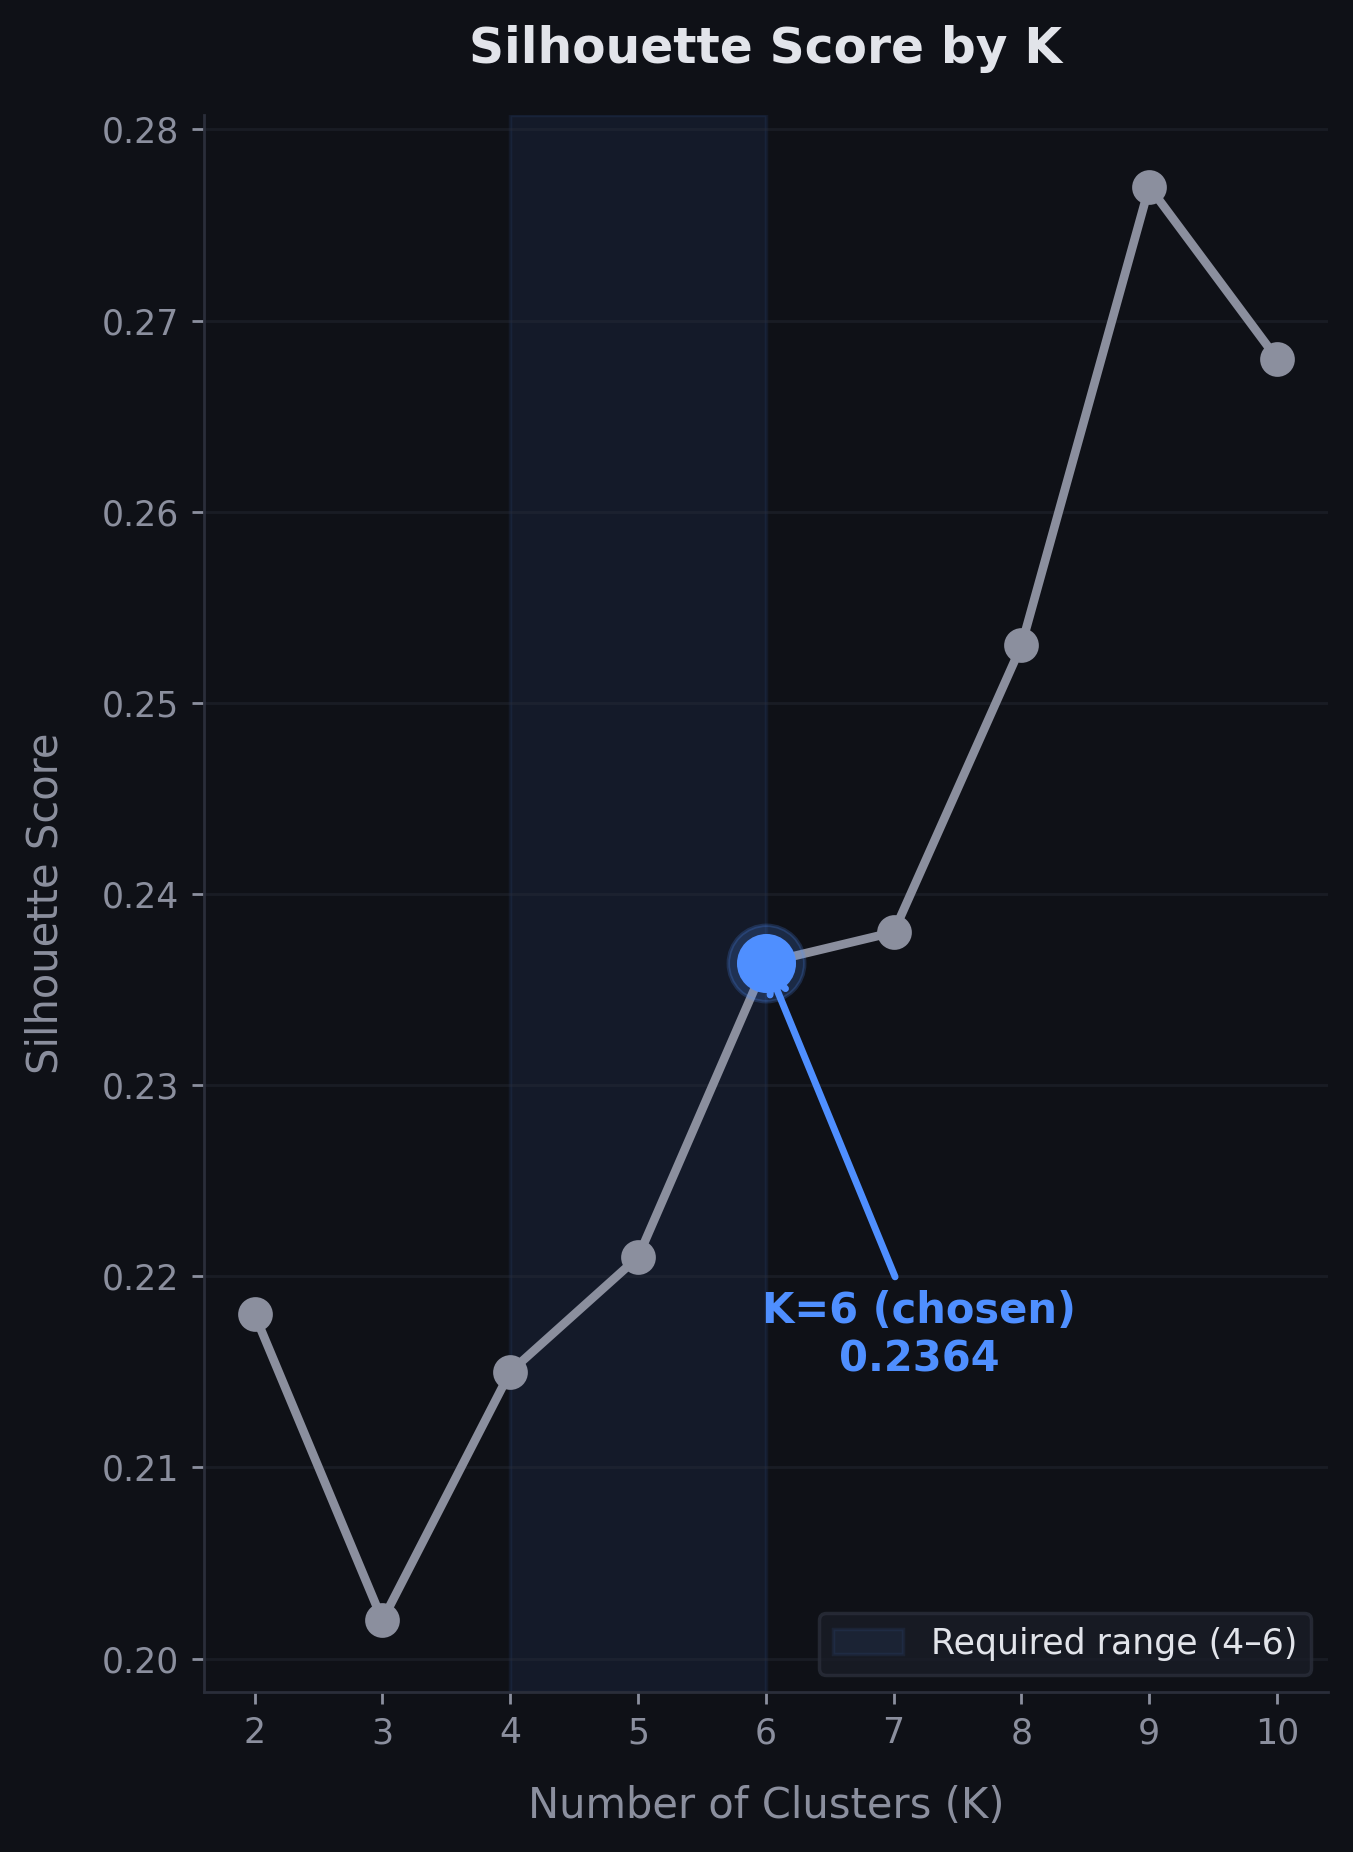 Silhouette Score by K
0.28
0.27
0.26
0.25
0.24
0.23
0.22
0.21
0.20
Silhouette Score
K=6 (chosen)
0.2364
Required range (4–6)
2 3 4 5 6 7 8 9 10
Number of Clusters (K)